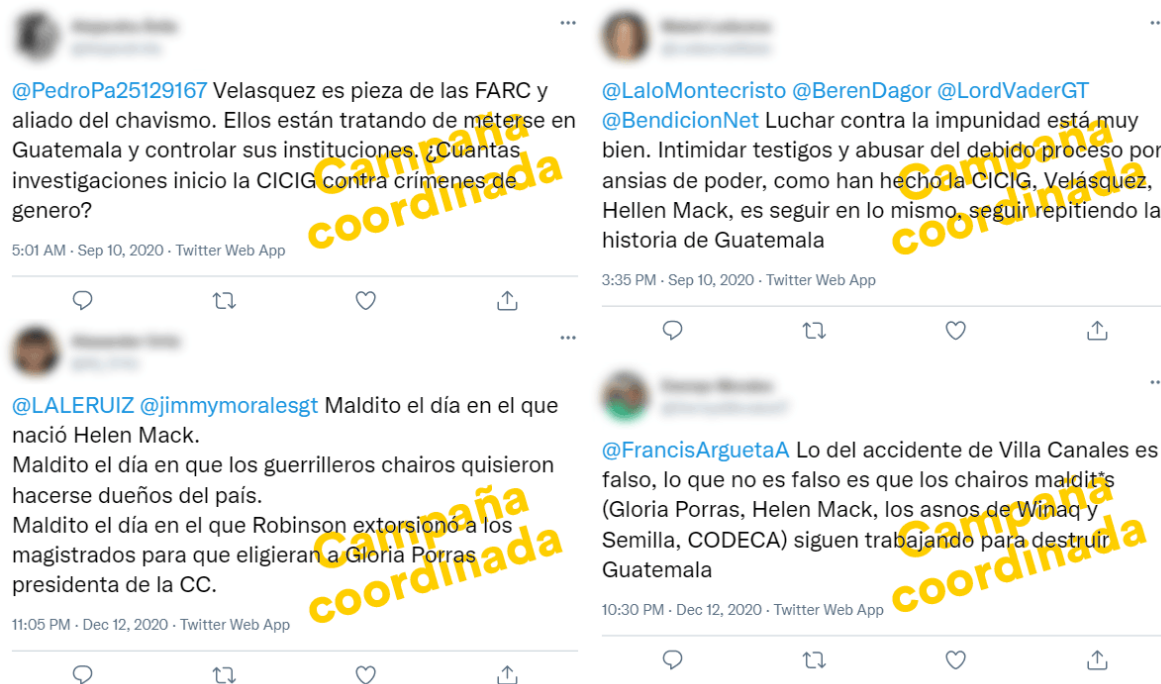 @PedroPa25129167 Velasquez es pieza de las FARC y
aliado del chavismo. Ellos están tratando de meterse en
Guatemala y controlar sus instituciones. ¿Cuantas
investigaciones inicio la CICIG contra crímenes de
genero?
5:01 AM · Sep 10, 2020 · Twitter Web App
Campaña
coordinada
@LALERUIZ @jimmymoralesgt Maldito el día en el que
nació Helen Mack.
Maldito el día en que los guerrilleros chairos quisieron
hacerse dueños del país.
Maldito el día en el que Robinson extorsionó a los
magistrados para que eligieran a Gloria Porras
presidenta de la CC.
11:05 PM · Dec 12, 2020 · Twitter Web App
Campaña
coordinada
@LaloMontecristo @BerenDagor @LordVaderGT
@BendicionNet Luchar contra la impunidad está muy
bien. Intimidar testigos y abusar del debido proceso por
ansias de poder, como han hecho la CICIG, Velásquez,
Hellen Mack, es seguir en lo mismo, seguir repitiendo la
historia de Guatemala
3:35 PM · Sep 10, 2020 · Twitter Web App
Campaña
coordinada
@FrancisArguetaA Lo del accidente de Villa Canales es
falso, lo que no es falso es que los chairos maldit*s
(Gloria Porras, Helen Mack, los asnos de Winaq y
Semilla, CODECA) siguen trabajando para destruir
Guatemala
10:30 PM · Dec 12, 2020 · Twitter Web App
Campaña
coordinada